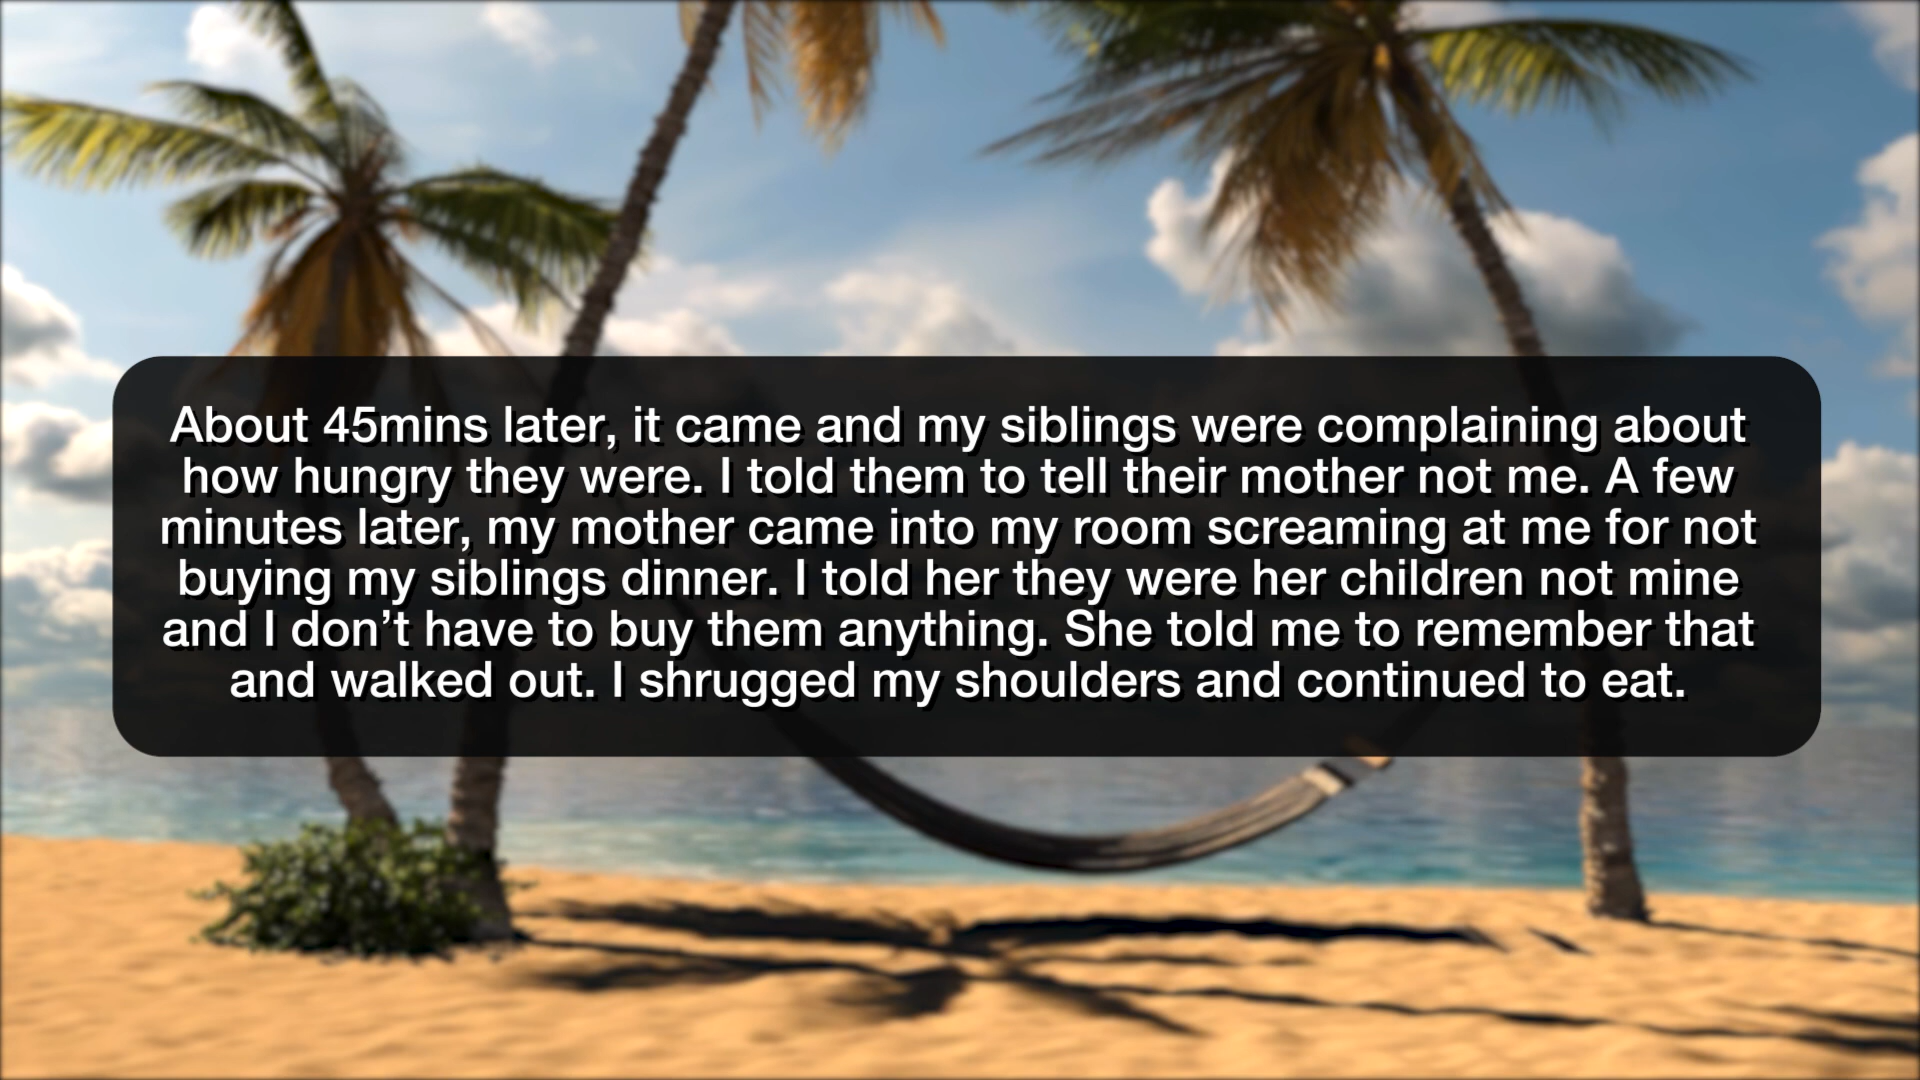 About 45mins later, it came and my siblings were complaining about
how hungry they were. I told them to tell their mother not me. A few
minutes later, my mother came into my room screaming at me for not
buying my siblings dinner. I told her they were her children not mine
and I don’t have to buy them anything. She told me to remember that
and walked out. I shrugged my shoulders and continued to eat.